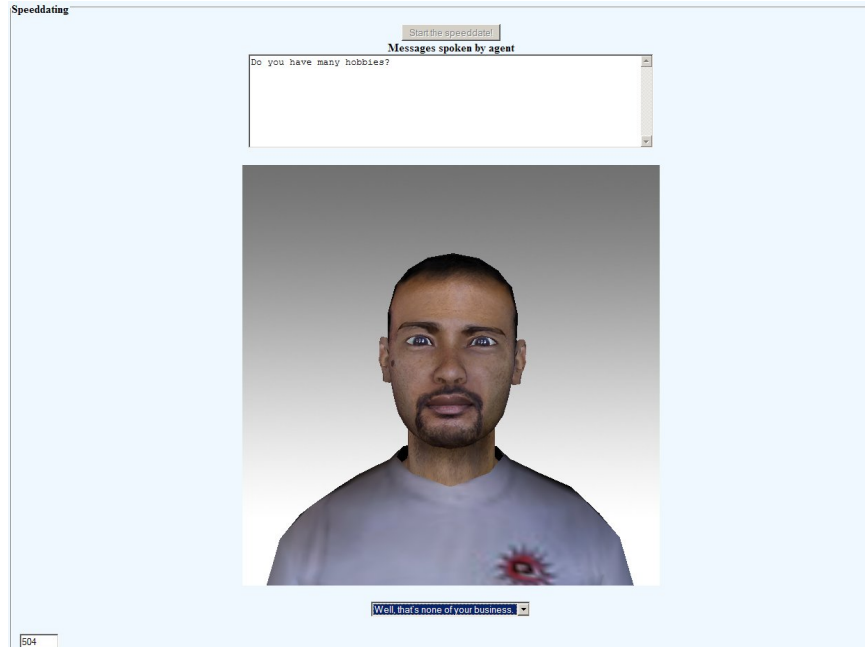 Speeddating
Start the speeddate!
Messages spoken by agent
Do you have many hobbies?
Well, that's none of your business.
504